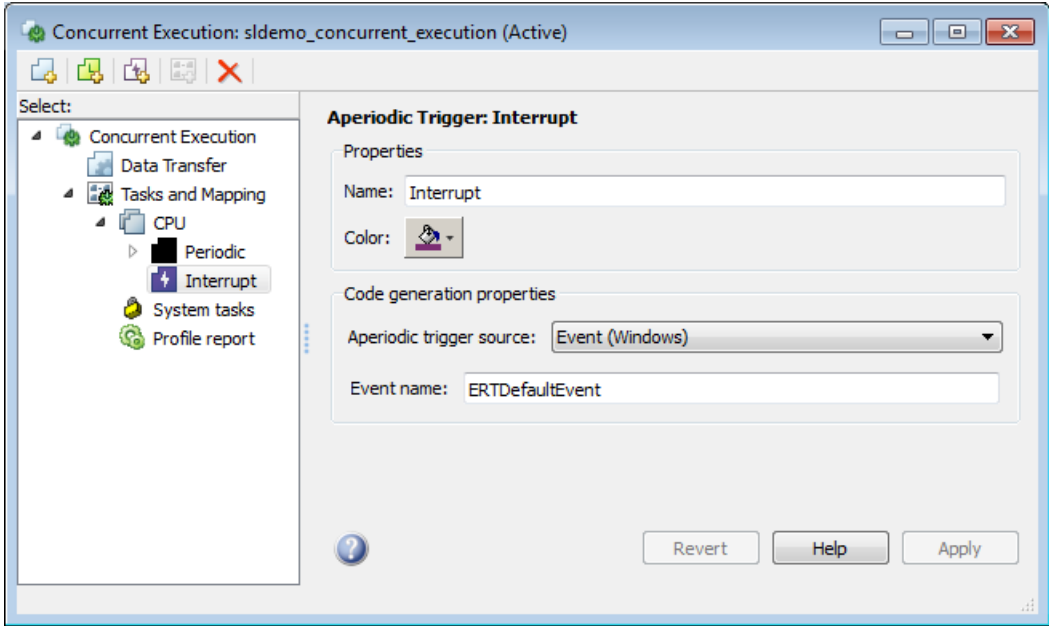 Concurrent Execution: sldemo_concurrent_execution (Active)
Select:
Concurrent Execution
Data Transfer
Tasks and Mapping
CPU
Periodic
Interrupt
System tasks
Profile report
Aperiodic Trigger: Interrupt
Properties
Name: Interrupt
Color:
Code generation properties
Aperiodic trigger source: Event (Windows)
Event name: ERTDefaultEvent
Revert Help Apply